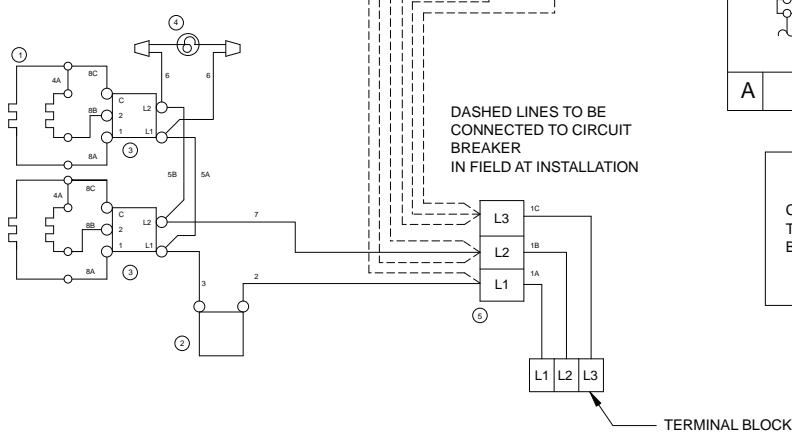 4
1
8C
6
6
4A
C
L2
8B
2
1
L1
3
8A
DASHED LINES TO BE
CONNECTED TO CIRCUIT
BREAKER
IN FIELD AT INSTALLATION
A
5B
5A
8C
4A
C
L2
8B
2
1
L1
3
8A
7
L3
1C
L2
1B
L1
1A
3
2
2
5
L1 L2 L3
TERMINAL BLOCK